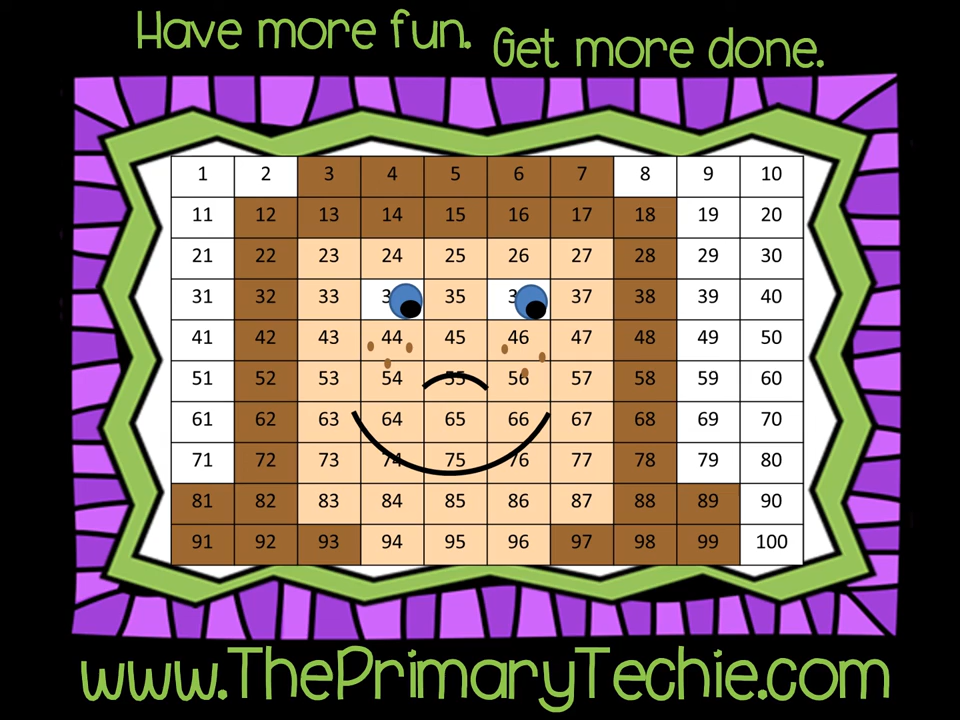 Have more fun. Get more done.
1 2 3 4 5 6 7 8 9 10
11 12 13 14 15 16 17 18 19 20
21 22 23 24 25 26 27 28 29 30
31 32 33 3 35 3 37 38 39 40
41 42 43 44 45 46 47 48 49 50
51 52 53 54 55 56 57 58 59 60
61 62 63 64 65 66 67 68 69 70
71 72 73 74 75 76 77 78 79 80
81 82 83 84 85 86 87 88 89 90
91 92 93 94 95 96 97 98 99 100
www.ThePrimaryTechie.com